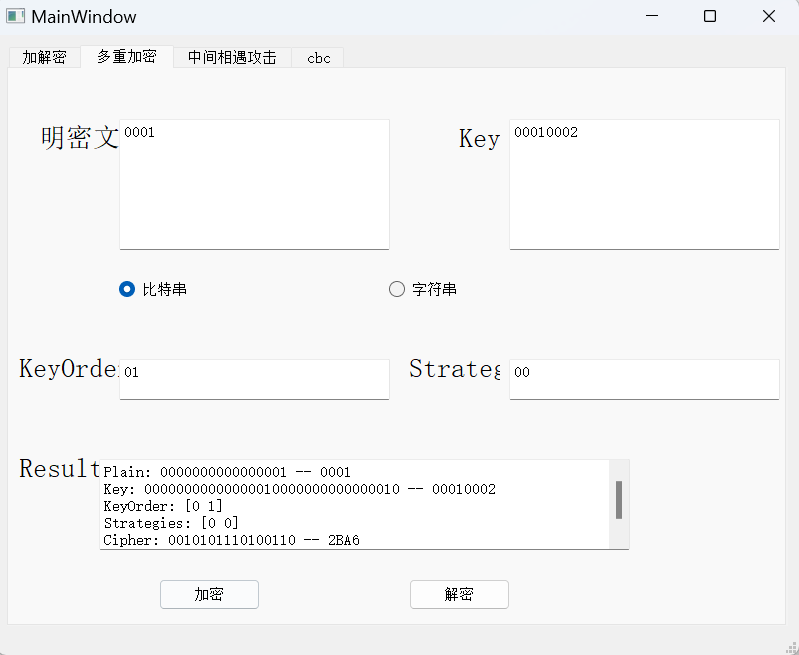 MainWindow
加解密 多重加密 中间相遇攻击 cbc
明密文 0001 Key 00010002
比特串 字符串
KeyOrder 01 Strateg 00
Result
Plain: 0000000000000001 -- 0001
Key: 00000000000000010000000000000010 -- 00010002
KeyOrder: [0 1]
Strategies: [0 0]
Cipher: 0010101110100110 -- 2BA6
加密 解密